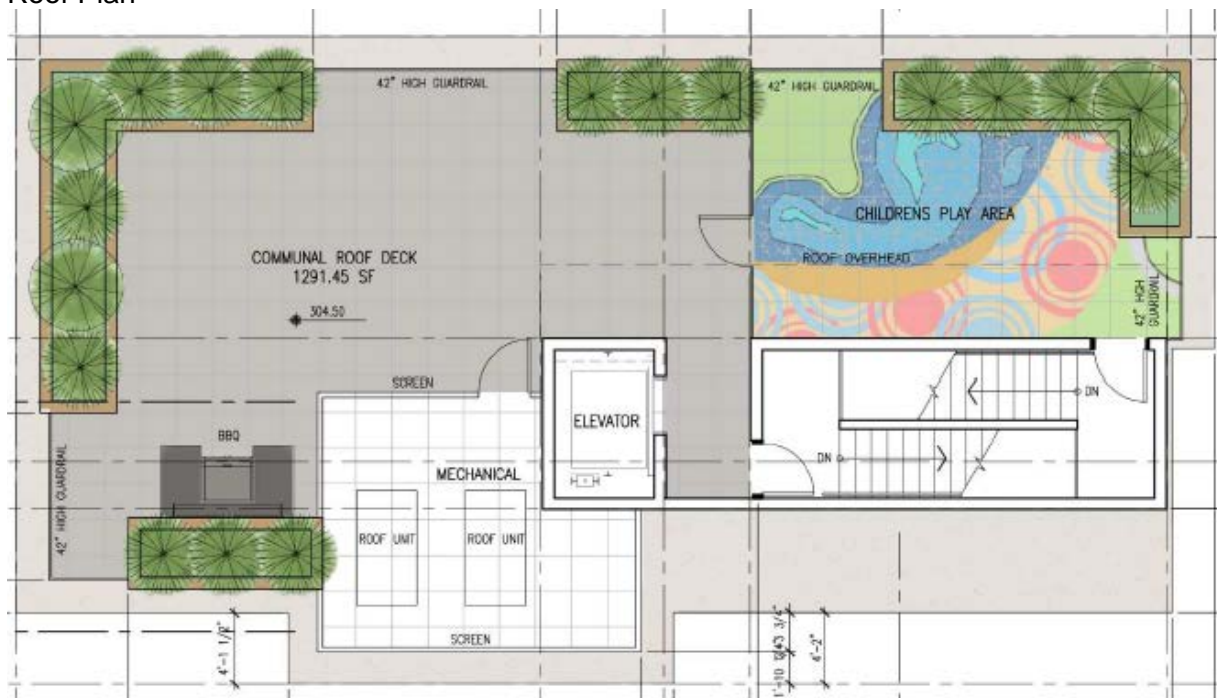 Roof Plan
42" HIGH GUARDRAIL
42" HIGH GUARDRAIL
CHILDRENS PLAY AREA
COMMUNAL ROOF DECK
1291.45 SF
ROOF OVERHEAD
304.50
42" HIGH
GUARDRAIL
SCREEN
ELEVATOR
DN
BBQ
MECHANICAL
DN
42" HIGH GUARDRAIL
ROOF UNIT
ROOF UNIT
SCREEN
4'-1 1/2"
4'-2"